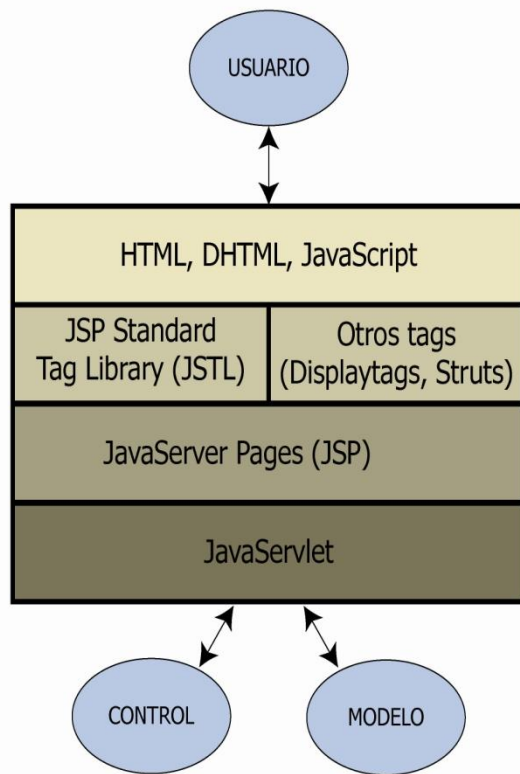 USUARIO
HTML, DHTML, JavaScript
JSP Standard
Tag Library (JSTL)
Otros tags
(Displaytags, Struts)
JavaServer Pages (JSP)
JavaServlet
CONTROL
MODELO